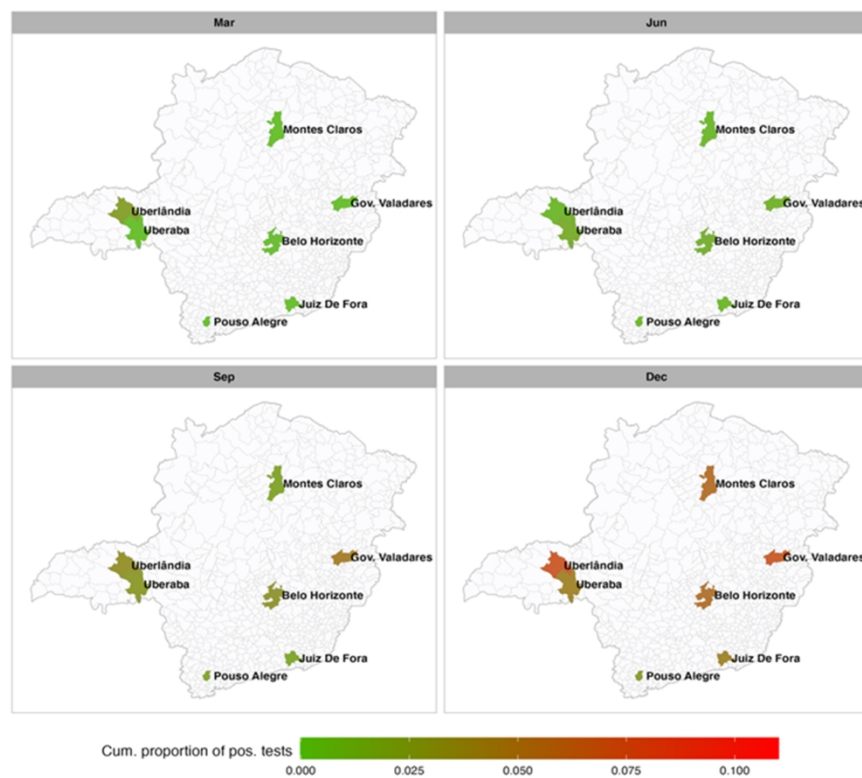 Mar
Jun
Montes Claros
Montes Claros
Gov. Valadares
Gov. Valadares
Uberlândia
Uberlândia
Uberaba
Uberaba
Belo Horizonte
Belo Horizonte
Juiz De Fora
Juiz De Fora
Pouso Alegre
Pouso Alegre
Sep
Dec
Montes Claros
Montes Claros
Gov. Valadares
Gov. Valadares
Uberlândia
Uberlândia
Uberaba
Uberaba
Belo Horizonte
Belo Horizonte
Juiz De Fora
Juiz De Fora
Pouso Alegre
Pouso Alegre
Cum. proportion of pos. tests
0.000 0.025 0.050 0.075 0.100